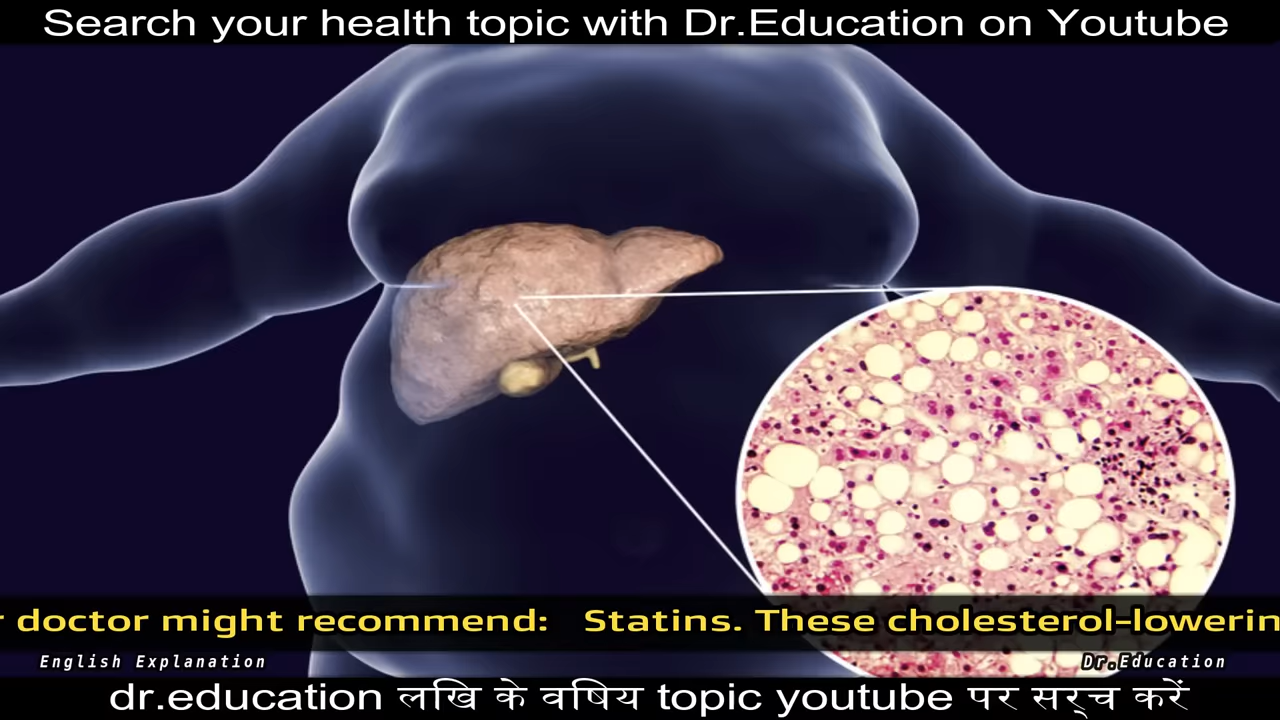 Search your health topic with Dr.Education on Youtube
r doctor might recommend:   Statins. These cholesterol-lowerin
English Explanation
Dr.Education
dr.education लखि के वषिय topic youtube पर सर्च करें